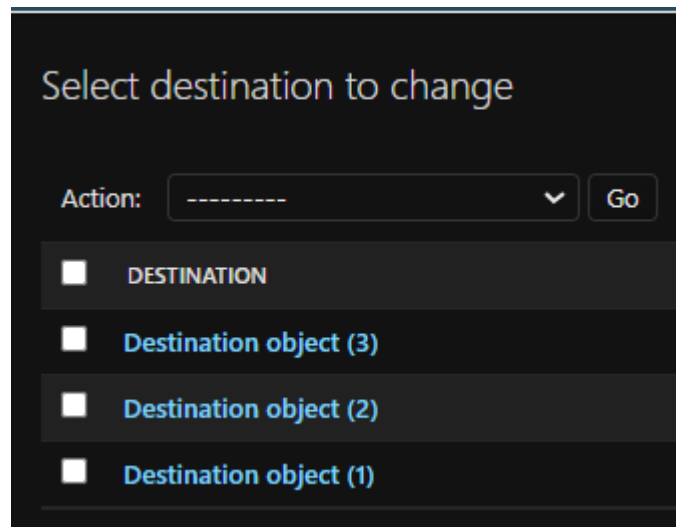 Select destination to change
Action: --------- Go
DESTINATION
Destination object (3)
Destination object (2)
Destination object (1)